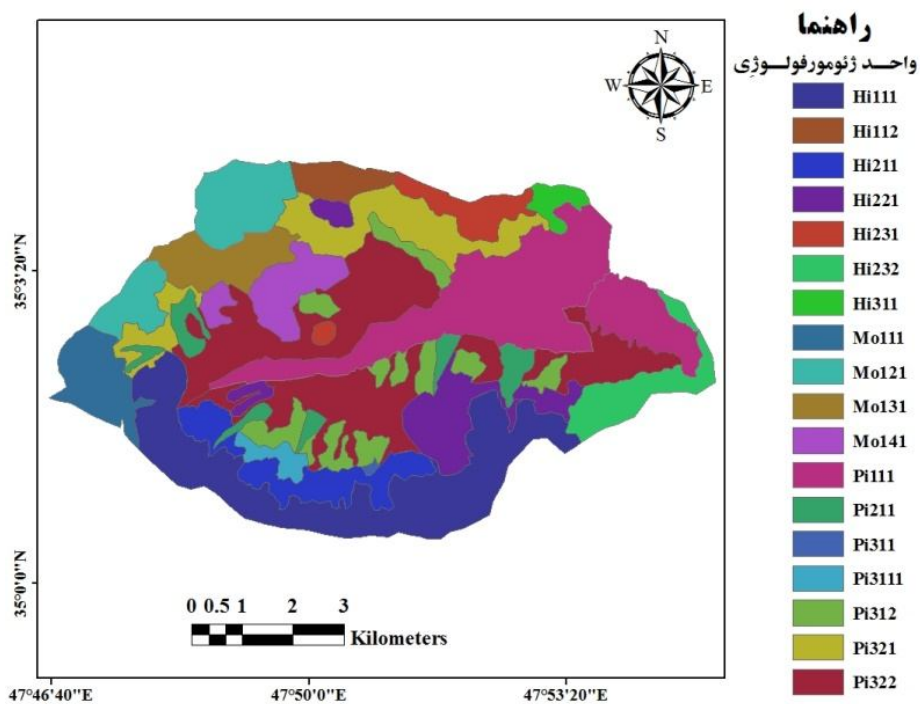 راهنما
واحــد ژئومورفولــوژی
Hi111
Hi112
Hi211
Hi221
Hi231
Hi232
Hi311
Mo111
Mo121
Mo131
Mo141
Pi111
Pi211
Pi311
Pi3111
Pi312
Pi321
Pi322
N
W E
S
35°3'20"N
35°0'0"N
0 0.5 1 2 3
Kilometers
47°46'40"E 47°50'0"E 47°53'20"E